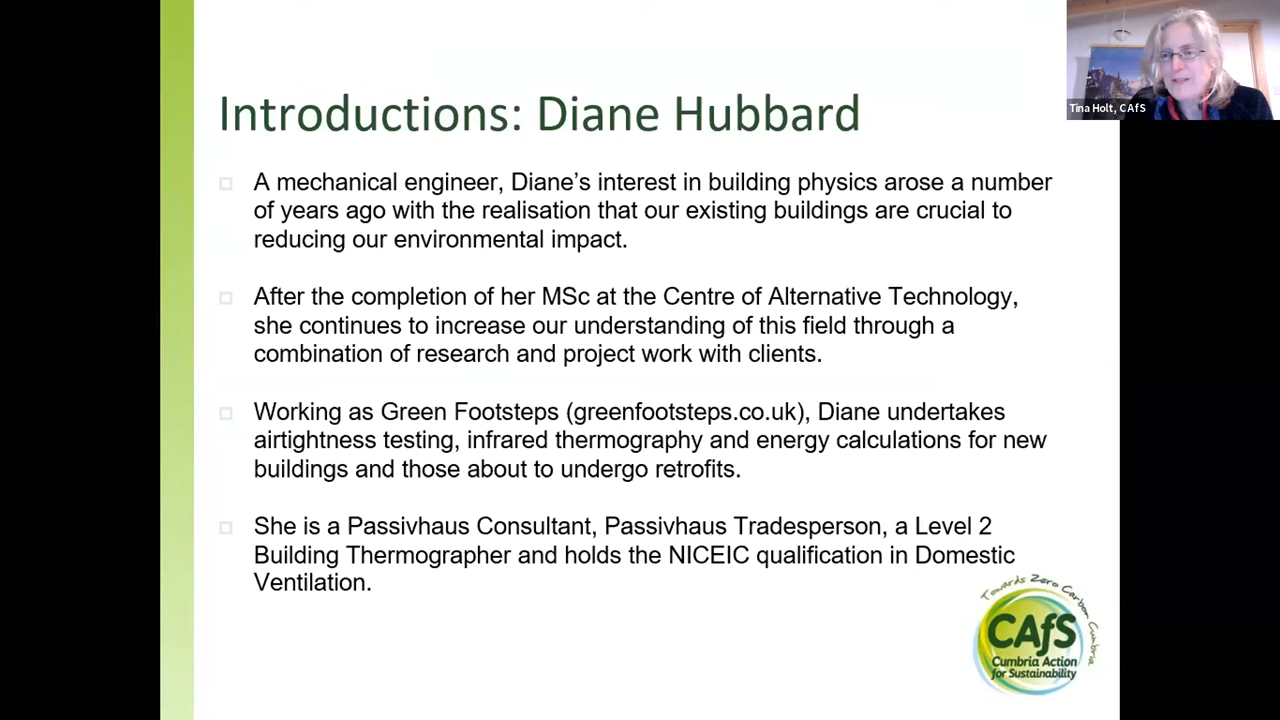 Introductions: Diane Hubbard
Tina Holt, CAfS
A mechanical engineer, Diane’s interest in building physics arose a number
of years ago with the realisation that our existing buildings are crucial to
reducing our environmental impact.
After the completion of her MSc at the Centre of Alternative Technology,
she continues to increase our understanding of this field through a
combination of research and project work with clients.
Working as Green Footsteps (greenfootsteps.co.uk), Diane undertakes
airtightness testing, infrared thermography and energy calculations for new
buildings and those about to undergo retrofits.
She is a Passivhaus Consultant, Passivhaus Tradesperson, a Level 2
Building Thermographer and holds the NICEIC qualification in Domestic
Ventilation.
Towards Zero Carbon Cumbria
CAfS
Cumbria Action
for Sustainability